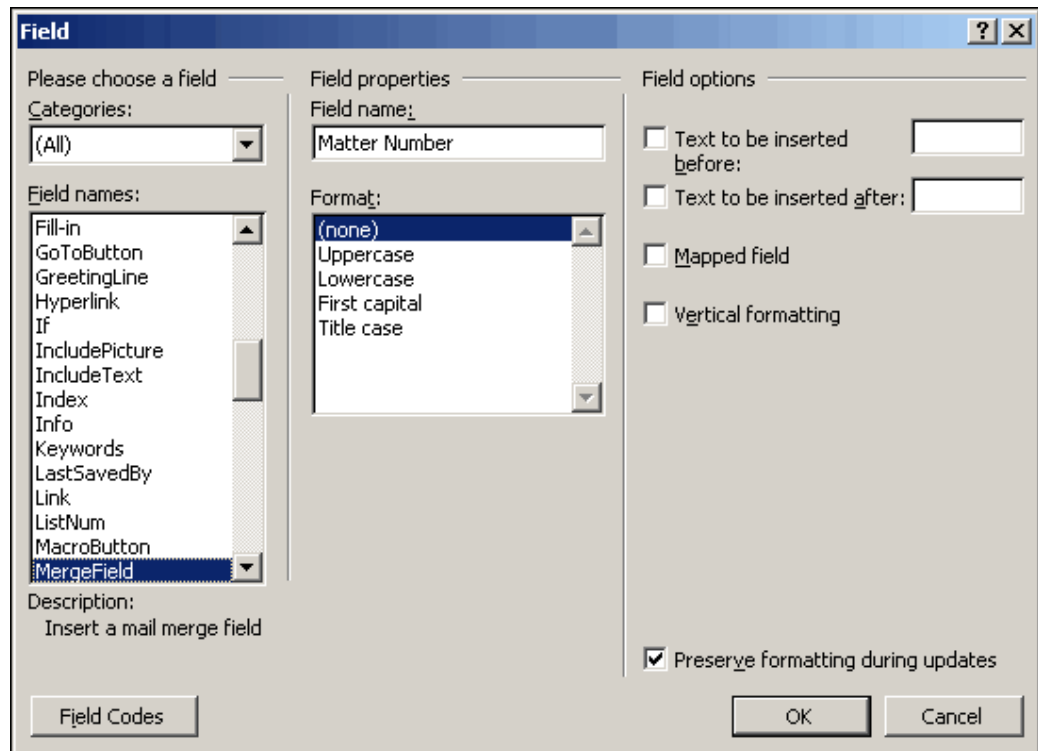 Field
Please choose a field
Categories:
(All)
Field names:
Fill-in
GoToButton
GreetingLine
Hyperlink
If
IncludePicture
IncludeText
Index
Info
Keywords
LastSavedBy
Link
ListNum
MacroButton
MergeField
Description:
Insert a mail merge field
Field Codes
Field properties
Field name:
Matter Number
Format:
(none)
Uppercase
Lowercase
First capital
Title case
Field options
Text to be inserted
before:
Text to be inserted after:
Mapped field
Vertical formatting
Preserve formatting during updates
OK
Cancel